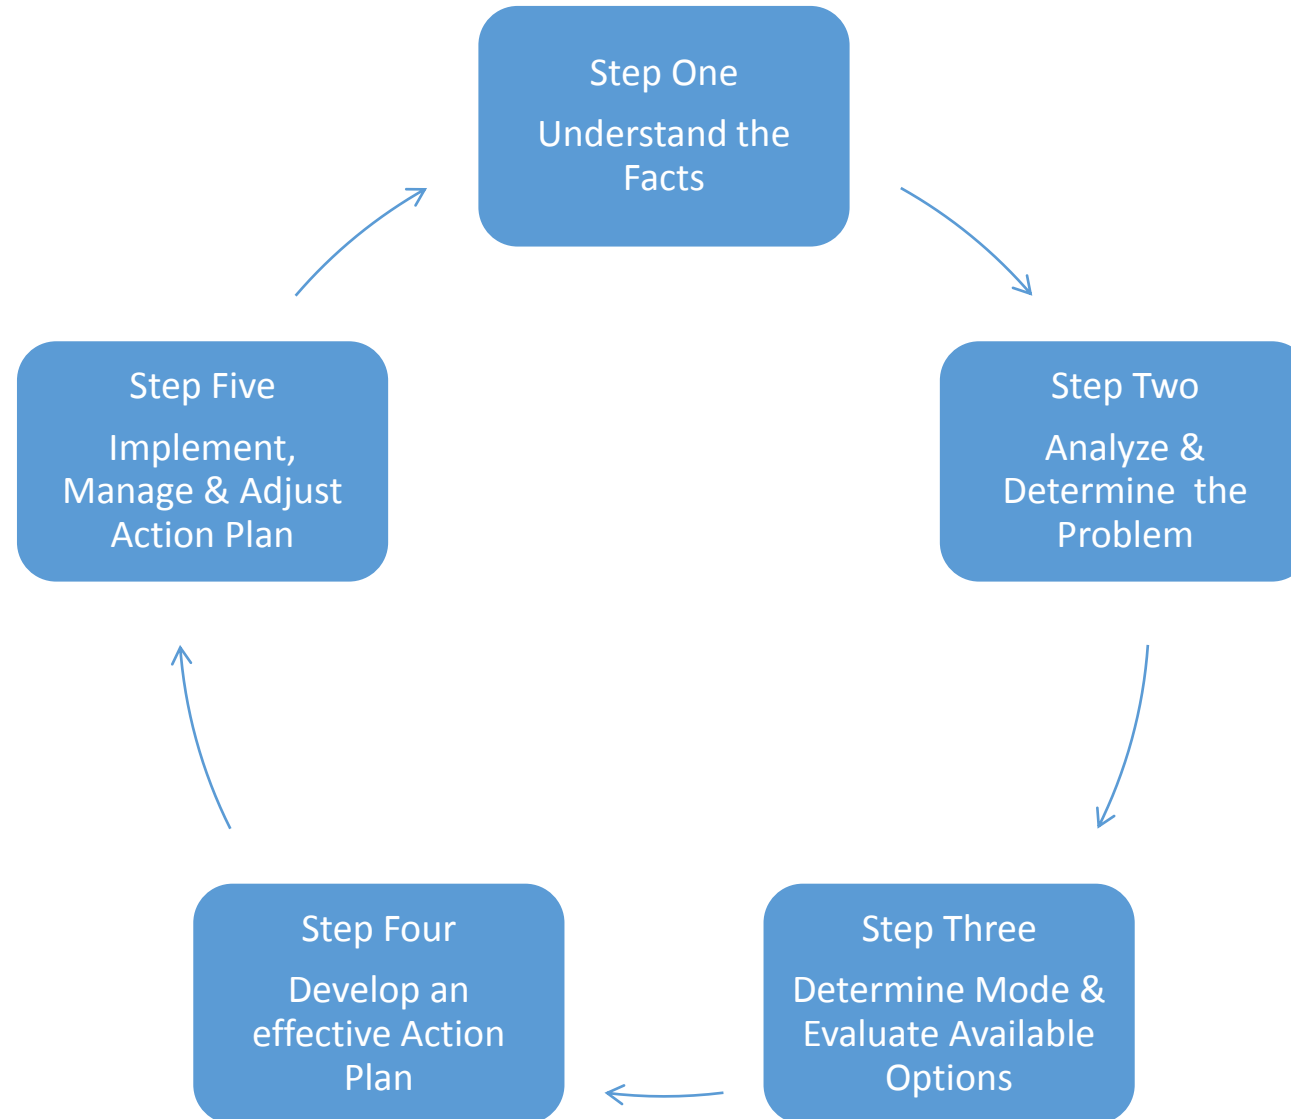 Step One
Understand the
Facts
Step Two
Analyze &
Determine  the
Problem
Step Three
Determine Mode &
Evaluate Available
Options
Step Four
Develop an
effective Action
Plan
Step Five
Implement,
Manage & Adjust
Action Plan